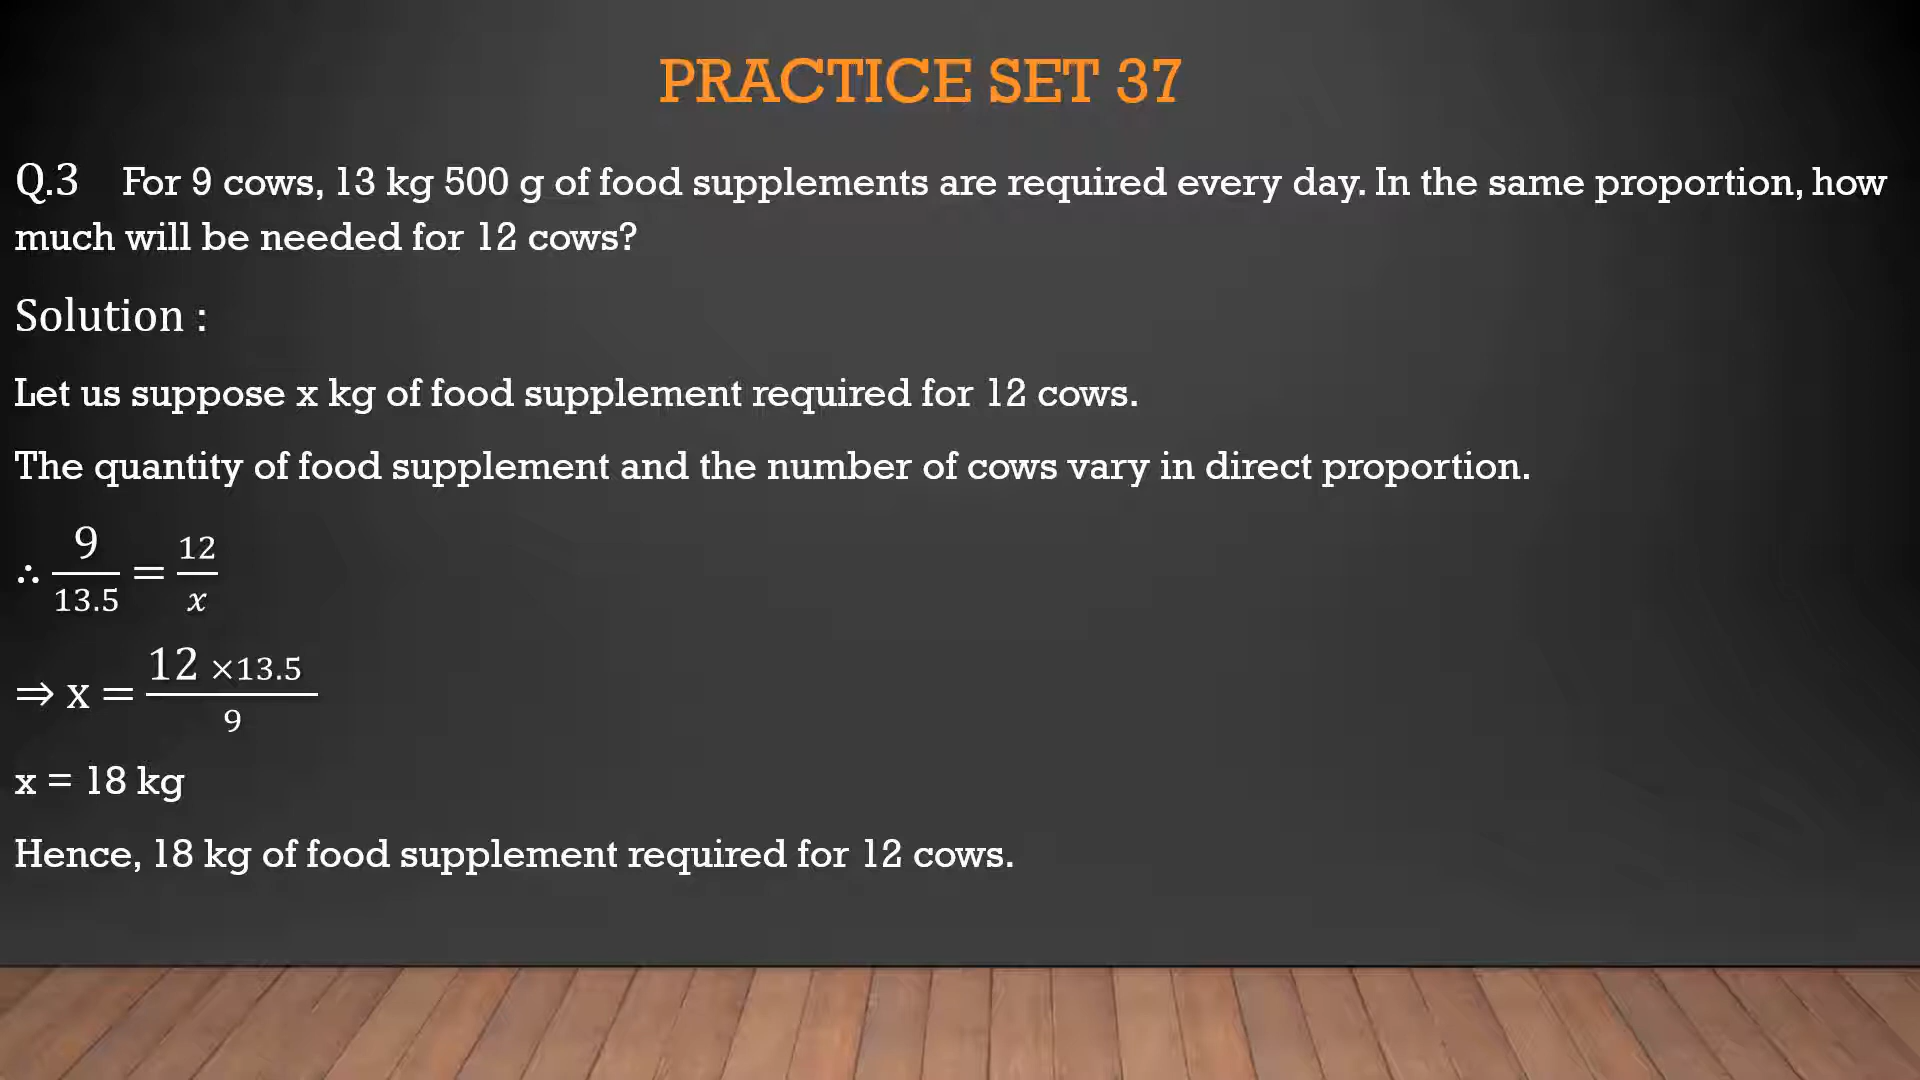 PRACTICE SET 37
Q.3 For 9 cows, 13 kg 500 g of food supplements are required every day. In the same proportion, how
much will be needed for 12 cows?
Solution :
Let us suppose x kg of food supplement required for 12 cows.
The quantity of food supplement and the number of cows vary in direct proportion.
∴ 9/13.5 = 12/x
⇒ x = 12 ×13.5/9
x = 18 kg
Hence, 18 kg of food supplement required for 12 cows.